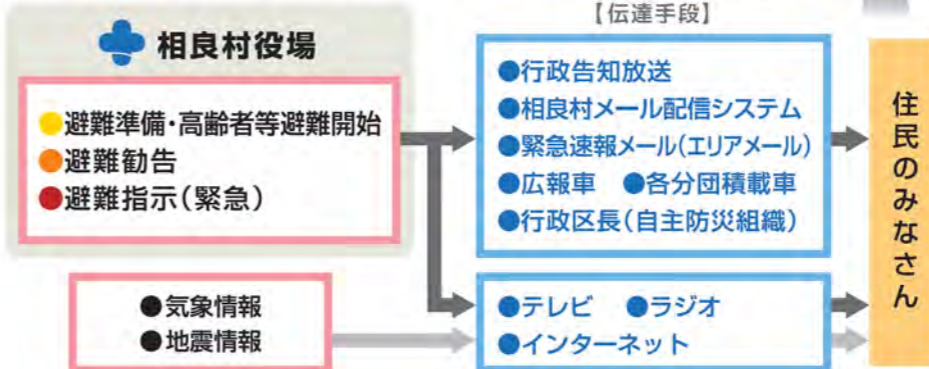 【伝達手段】
相良村役場
●避難準備・高齢者等避難開始
●避難勧告
●避難指示(緊急)
●気象情報
●地震情報
●行政告知放送
●相良村メール配信システム
●緊急速報メール(エリアメール)
●広報車 ●各分団積載車
●行政区長(自主防災組織)
●テレビ ●ラジオ
●インターネット
住民のみなさん